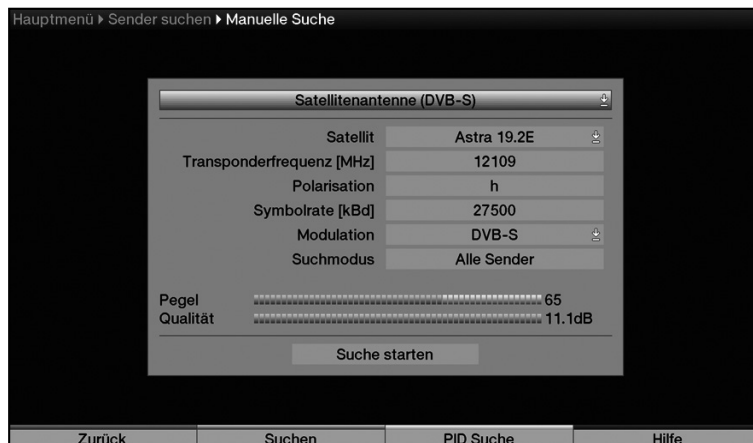 Hauptmenü ▸ Sender suchen ▸ Manuelle Suche
Satellitenantenne (DVB-S)
Satellit Astra 19.2E
Transponderfrequenz [MHz] 12109
Polarisation h
Symbolrate [kBd] 27500
Modulation DVB-S
Suchmodus Alle Sender
Pegel 65
Qualität 11.1dB
Suche starten
Zurück Suchen PID Suche Hilfe